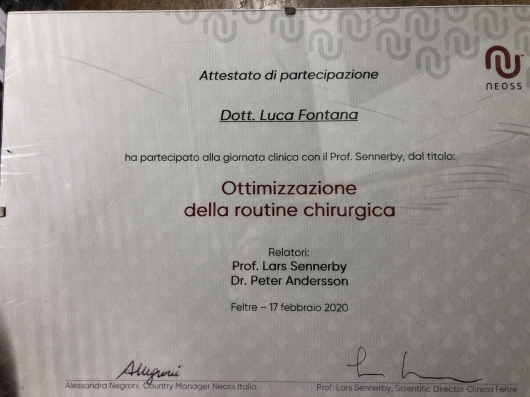 NEOSS
Attestato di partecipazione
Dott. Luca Fontana
ha partecipato alla giornata clinica con il Prof. Sennerby, dal titolo:
Ottimizzazione
della routine chirurgica
Relatori:
Prof. Lars Sennerby
Dr. Peter Andersson
Feltre – 17 febbraio 2020
ANegroni
Alessandra Negroni, Country Manager Neoss Italia
Prof. Lars Sennerby, Scientific Director Clinica Feltre